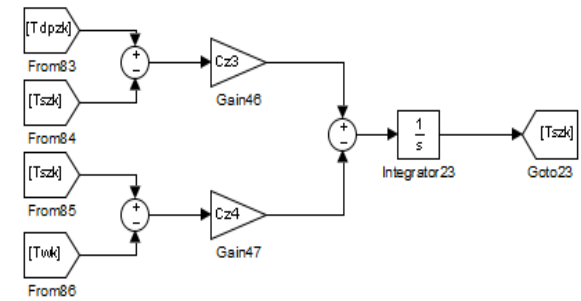 [Tdpzk]
From83
[Tszk]
From84
[Tszk]
From85
[Twk]
From86
+
−
+
−
Cz3
Gain46
Cz4
Gain47
+
−
1
s
Integrator23
[Tszk]
Goto23